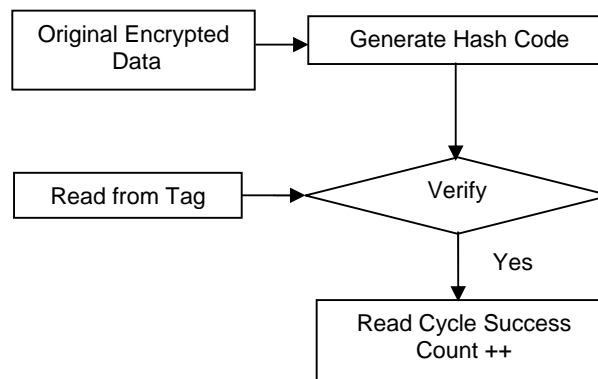 Original Encrypted
Data
Generate Hash Code
Read from Tag
Verify
Yes
Read Cycle Success
Count ++